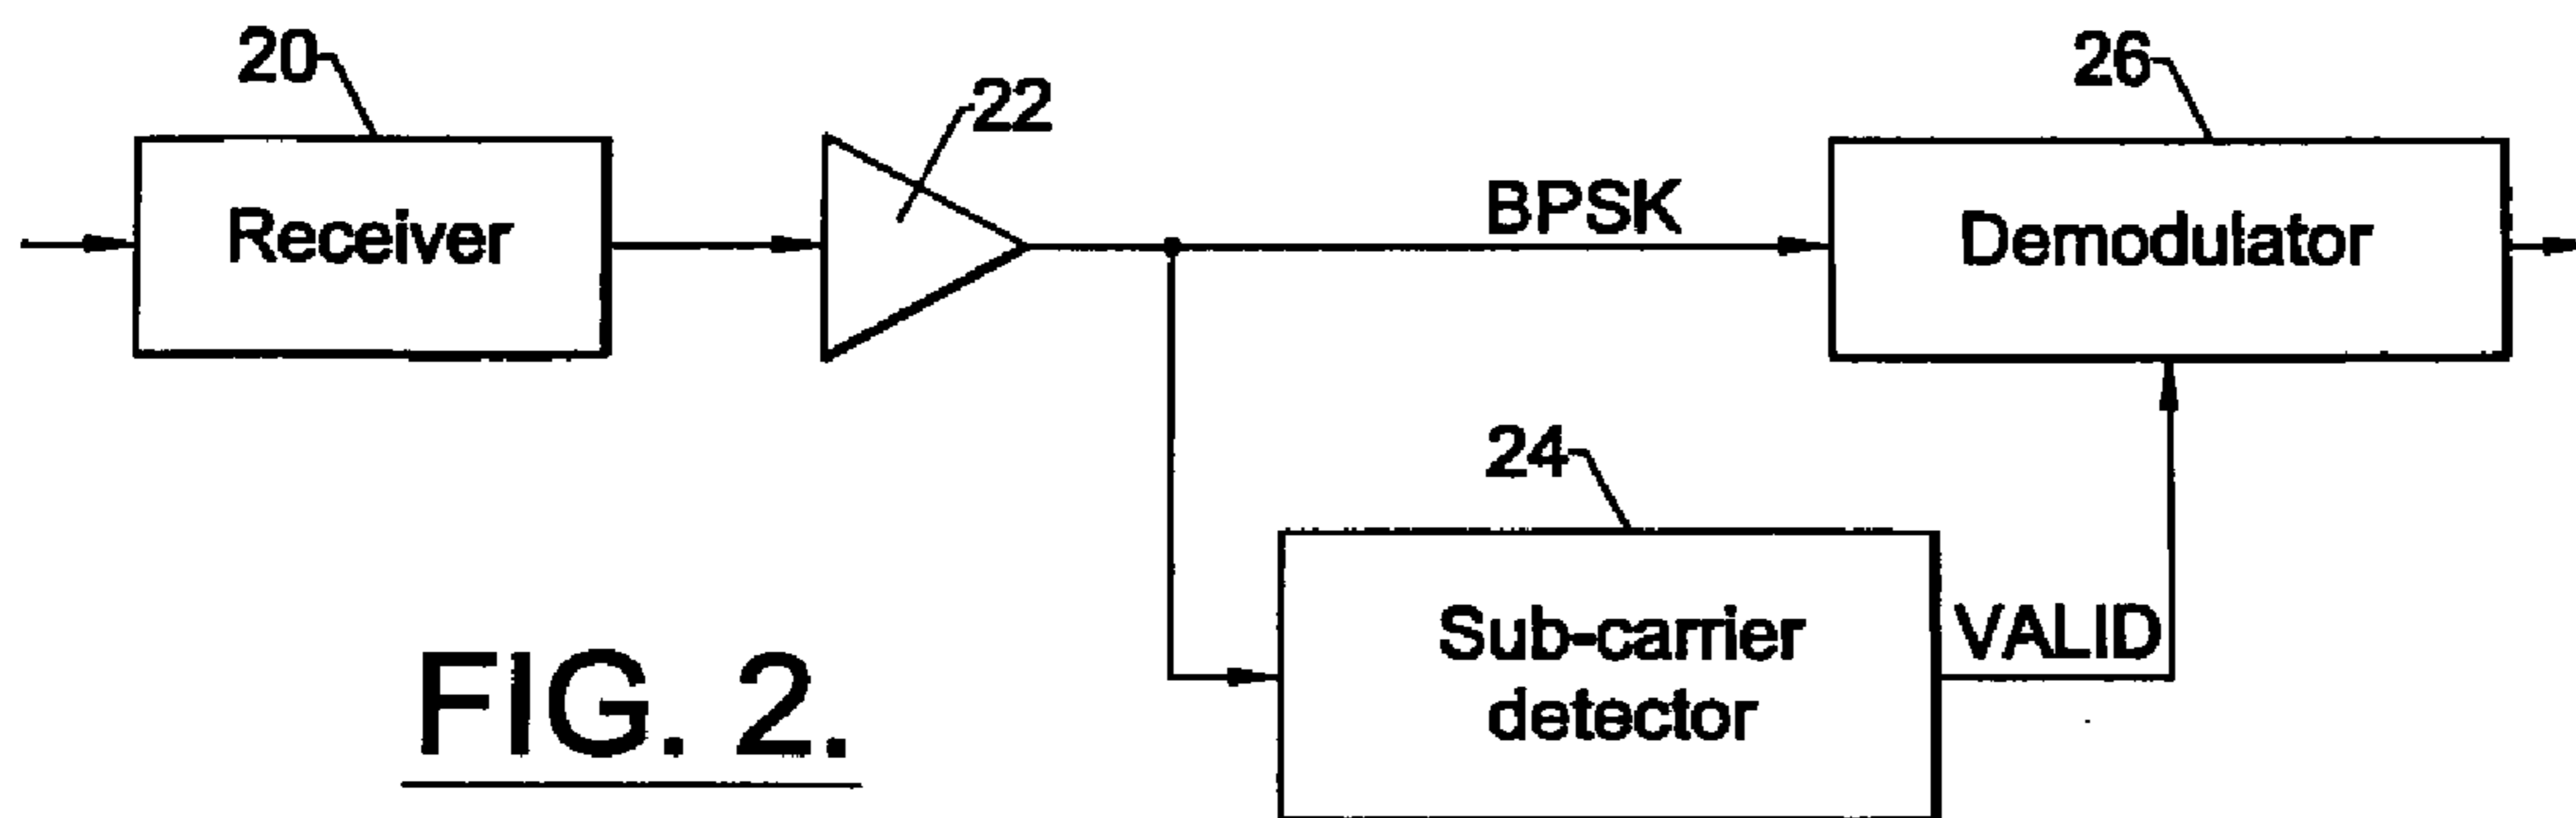 20
22
26
Receiver
BPSK
Demodulator
24
Sub-carrier
detector
VALID
FIG. 2.